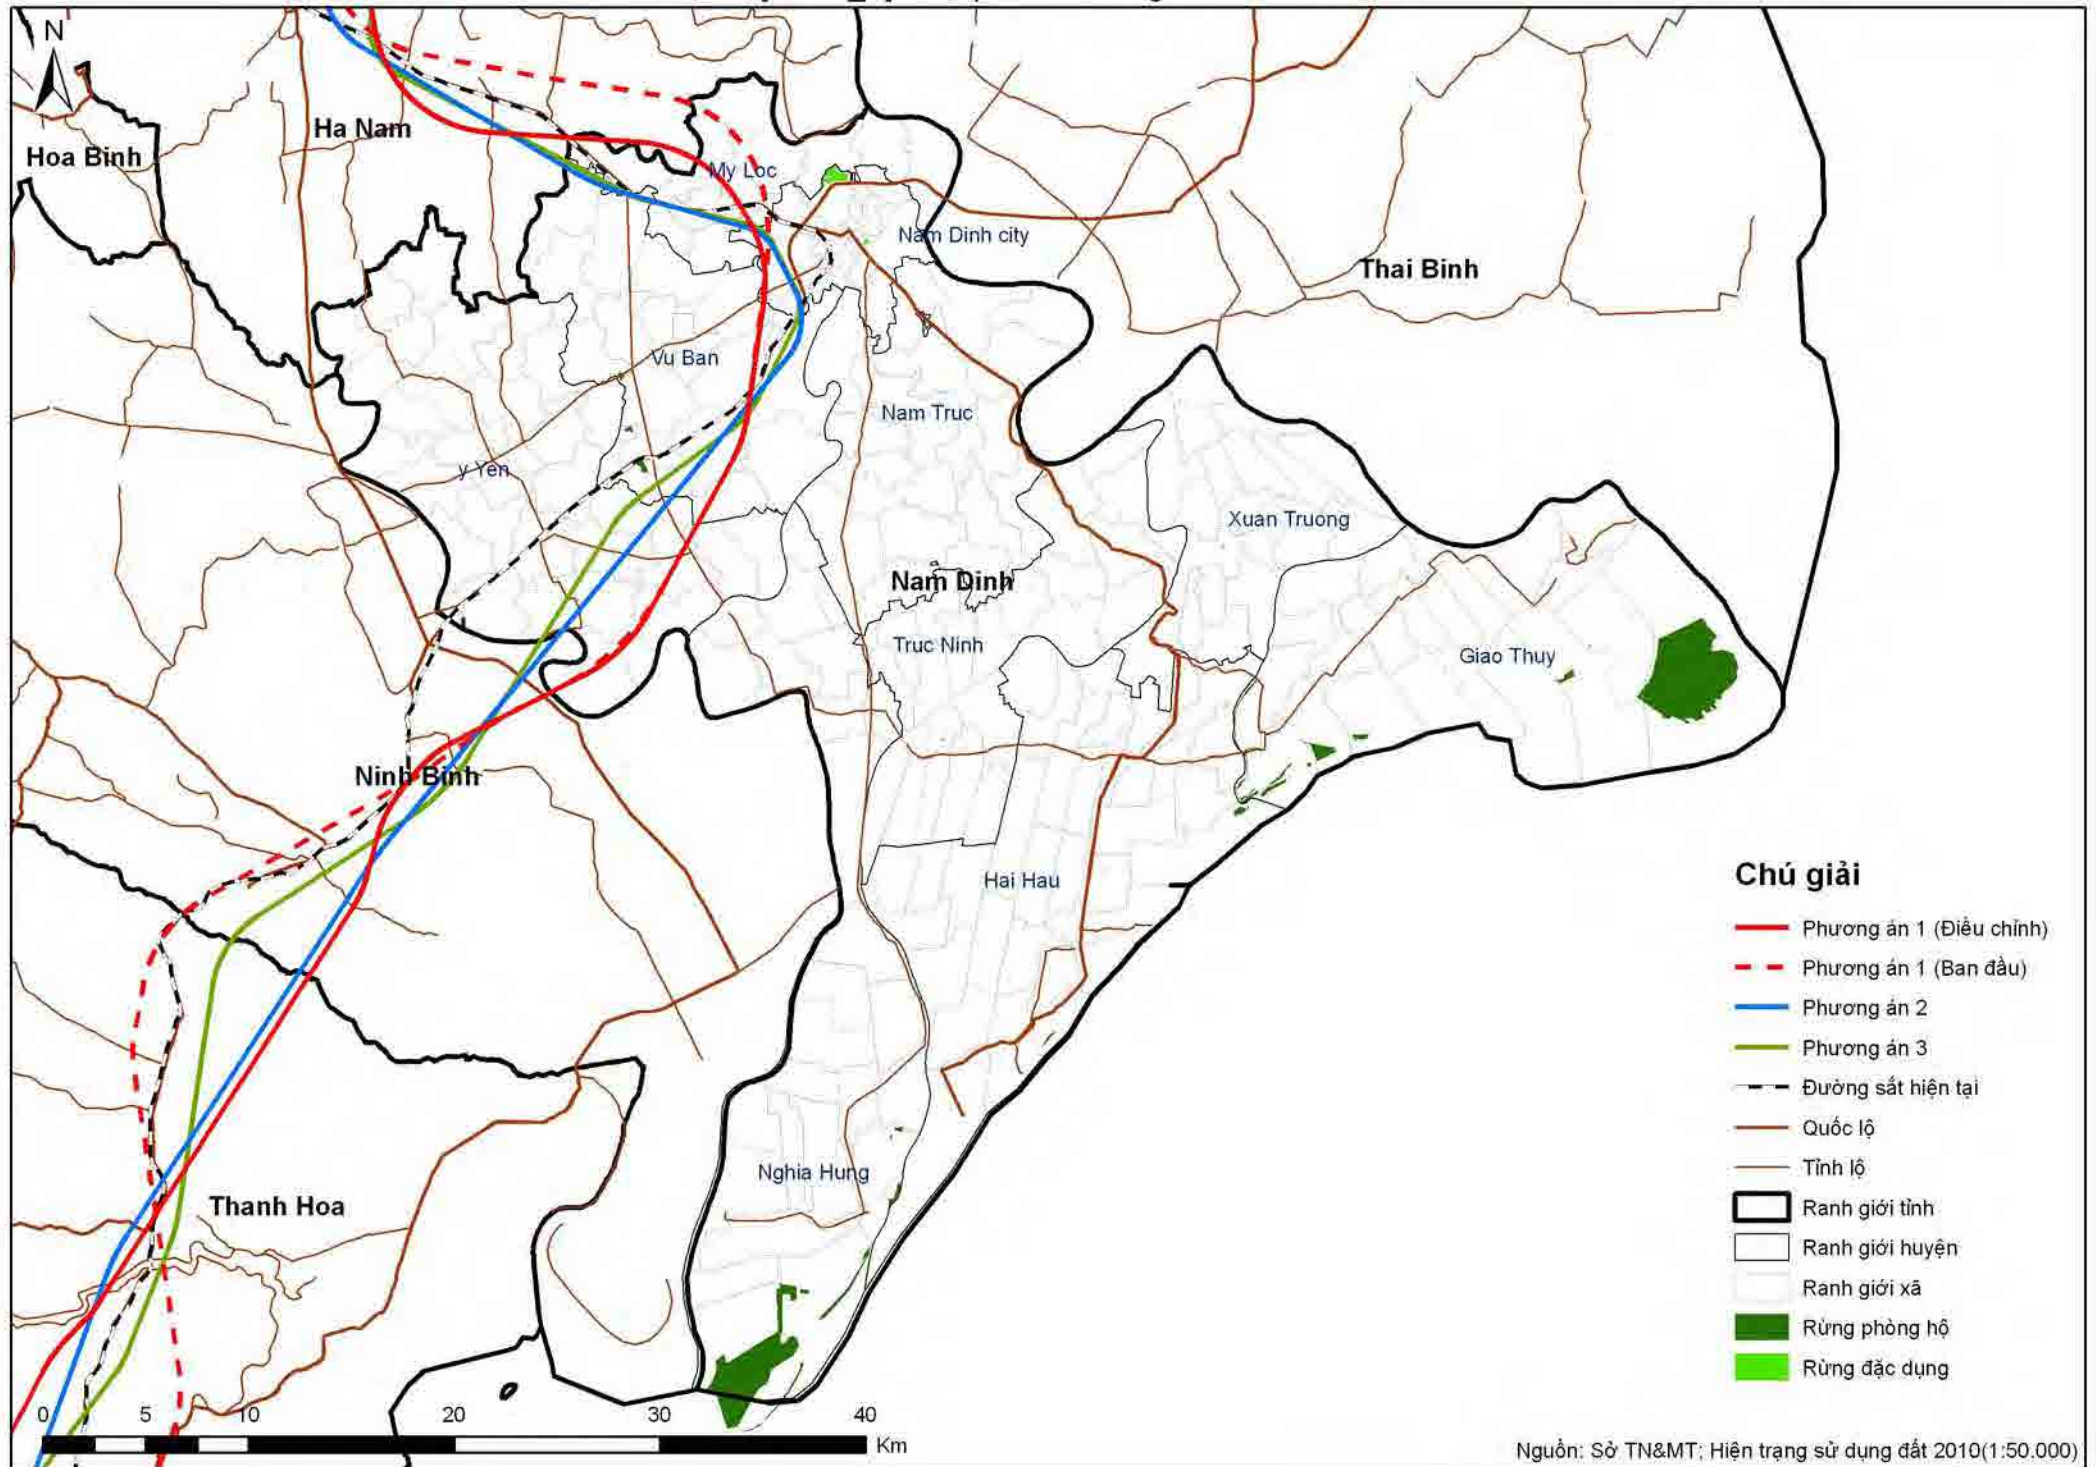 N
Ha Nam
Hoa Binh
My Loc
Nam Dinh city
Thai Binh
Vu Ban
Nam Truc
y Yen
Xuan Truong
Nam Dinh
Truc Ninh
Giao Thuy
Ninh Binh
Hai Hau
Nghia Hung
Thanh Hoa
Chú giải
Phương án 1 (Điều chỉnh)
Phương án 1 (Ban đầu)
Phương án 2
Phương án 3
Đường sắt hiện tại
Quốc lộ
Tỉnh lộ
Ranh giới tỉnh
Ranh giới huyện
Ranh giới xã
Rừng phòng hộ
Rừng đặc dụng
0 5 10 20 30 40
Km
Nguồn: Sở TN&MT; Hiện trạng sử dụng đất 2010(1:50.000)